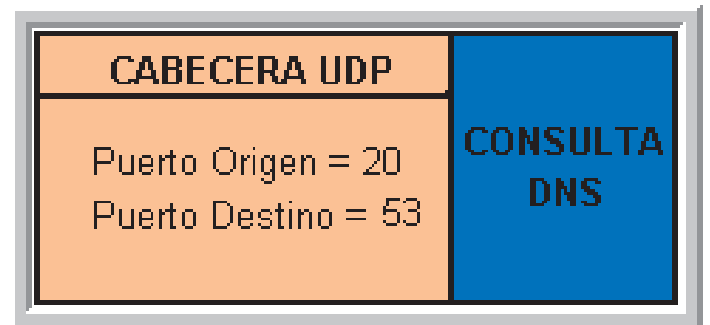 CABECERA UDP
Puerto Origen = 20
Puerto Destino = 53
CONSULTA
DNS